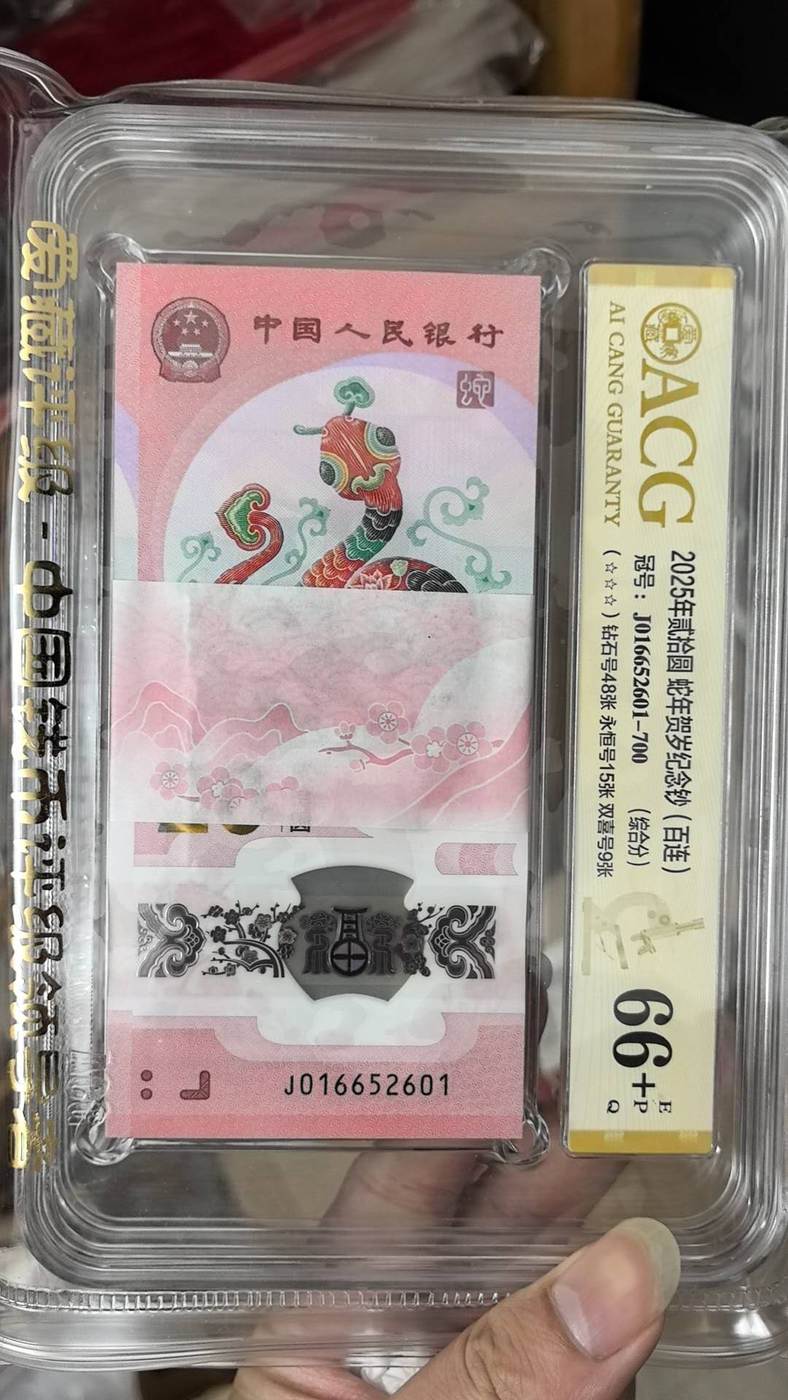 中国人民银行
蛇
J016652601
ACG
AI CANG GUARANTY
2025年贰拾圆 蛇年贺岁纪念钞（百连）
冠号：J016652601-700 （综合分）
（☆☆☆）钻石号48张 永恒号15张 双喜号9张
66+
E
P
Q
爱藏评级-中国钱币评级领导者